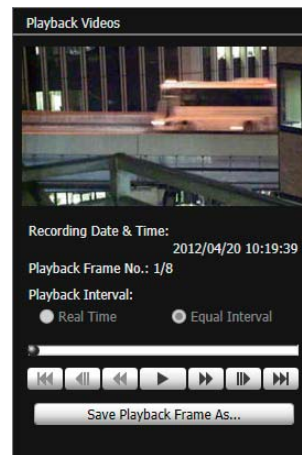 Playback Videos
Recording Date & Time:
2012/04/20 10:19:39
Playback Frame No.: 1/8
Playback Interval:
Real Time Equal Interval
Save Playback Frame As...